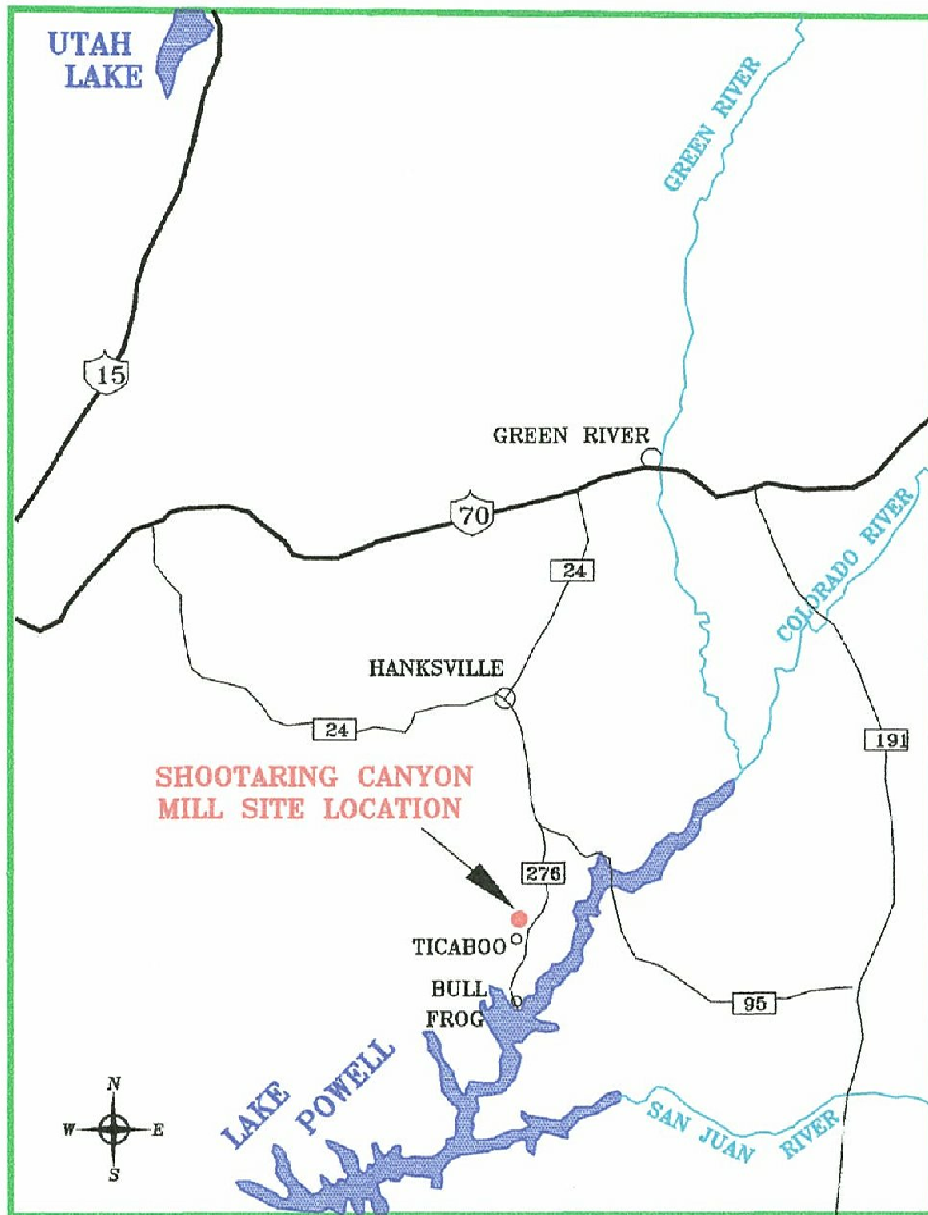 UTAH
LAKE
GREEN RIVER
15
GREEN RIVER
70
24
COLORADO RIVER
HANKSVILLE
24
191
SHOOTARING CANYON
MILL SITE LOCATION
276
TICABOO
BULL
FROG
95
LAKE
POWELL
N
W
E
S
SAN JUAN RIVER